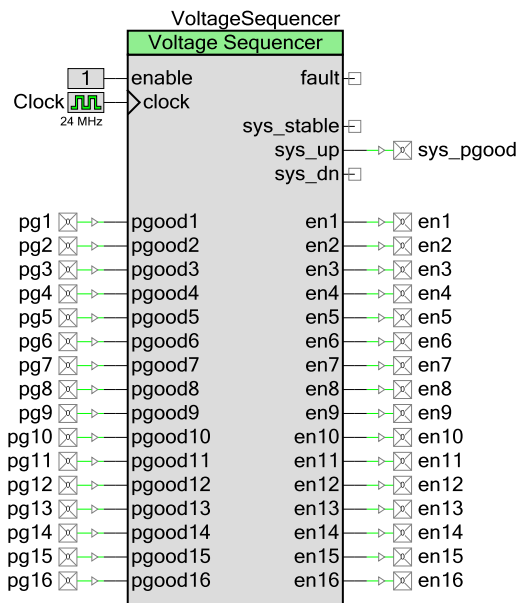 VoltageSequencer
Voltage Sequencer
1 enable fault
Clock clock
24 MHz
sys_stable
sys_up sys_pgood
sys_dn
pg1 pgood1 en1 en1
pg2 pgood2 en2 en2
pg3 pgood3 en3 en3
pg4 pgood4 en4 en4
pg5 pgood5 en5 en5
pg6 pgood6 en6 en6
pg7 pgood7 en7 en7
pg8 pgood8 en8 en8
pg9 pgood9 en9 en9
pg10 pgood10 en10 en10
pg11 pgood11 en11 en11
pg12 pgood12 en12 en12
pg13 pgood13 en13 en13
pg14 pgood14 en14 en14
pg15 pgood15 en15 en15
pg16 pgood16 en16 en16